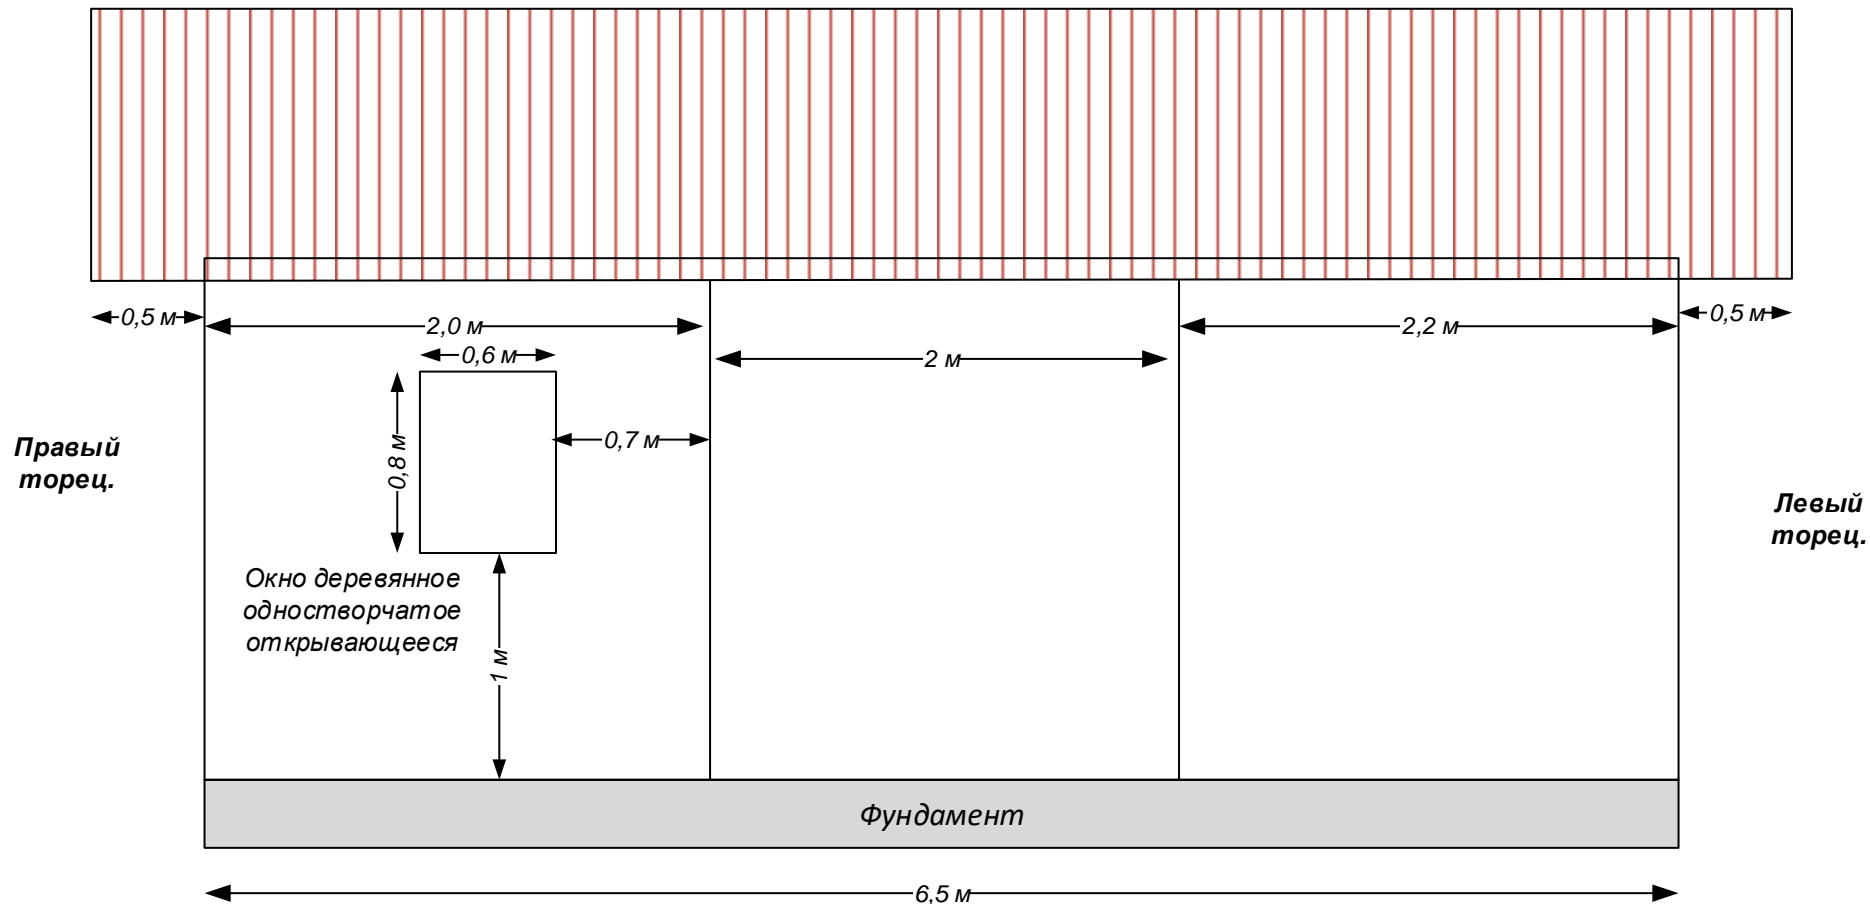 0,5 м
2,0 м
2,2 м
0,5 м
0,6 м
2 м
0,8 м
0,7 м
Правый
торец.
Левый
торец.
Окно деревянное
одностворчатое
открывающееся
1 м
Фундамент
6,5 м